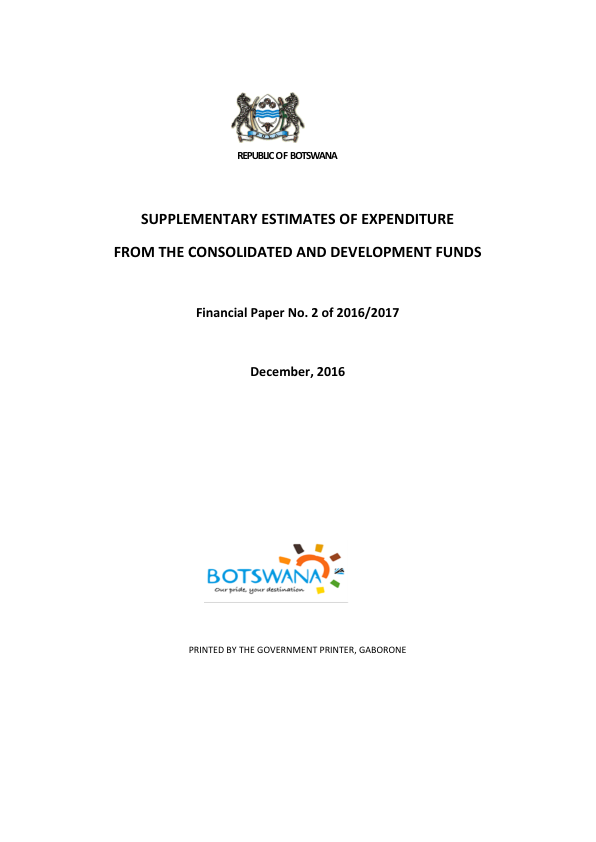 PULA
REPUBLIC OF BOTSWANA
SUPPLEMENTARY ESTIMATES OF EXPENDITURE
FROM THE CONSOLIDATED AND DEVELOPMENT FUNDS
Financial Paper No. 2 of 2016/2017
December, 2016
BOTSWANA
Our pride, your destination
PRINTED BY THE GOVERNMENT PRINTER, GABORONE